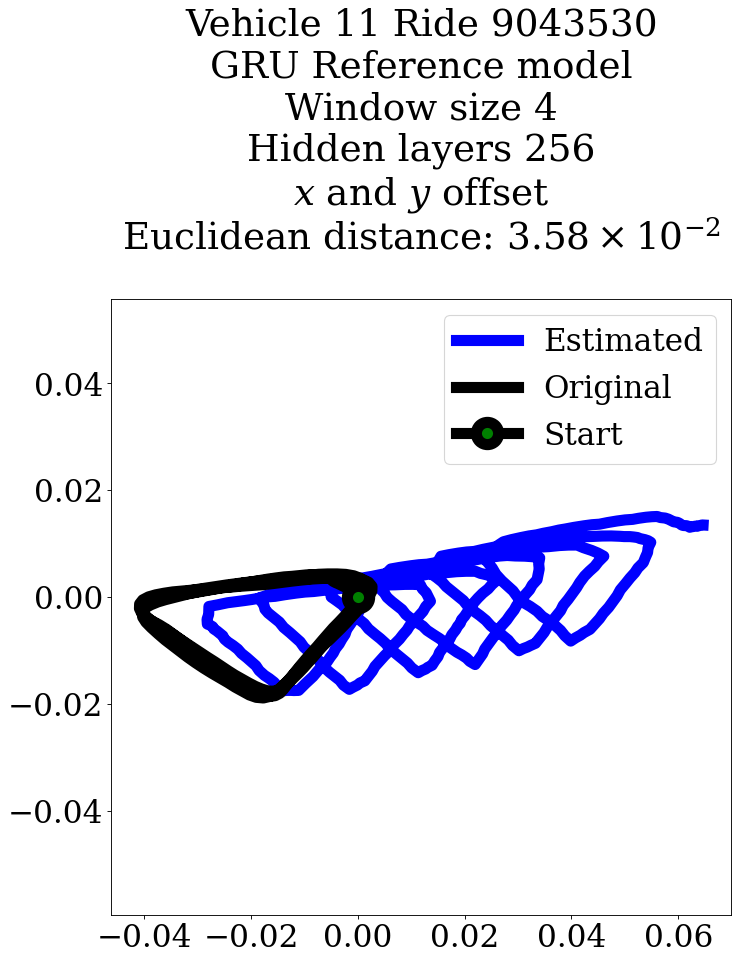 Vehicle 11 Ride 9043530
GRU Reference model
Window size 4
Hidden layers 256
x and y offset
Euclidean distance: 3.58 × 10⁻²
Estimated
Original
Start
0.04
0.02
0.00
−0.02
−0.04
−0.04 −0.02 0.00 0.02 0.04 0.06